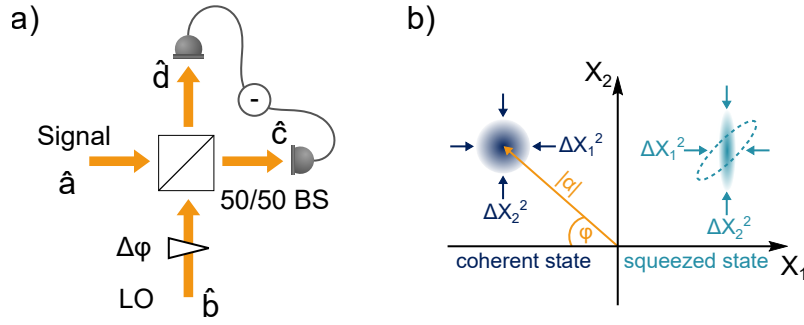 a)
d̂
-
Signal
â
ĉ
50/50 BS
Δφ
LO
b̂
b)
X₂
ΔX₁²
ΔX₂²
|α|
φ
coherent state
ΔX₁²
ΔX₂²
squeezed state
X₁